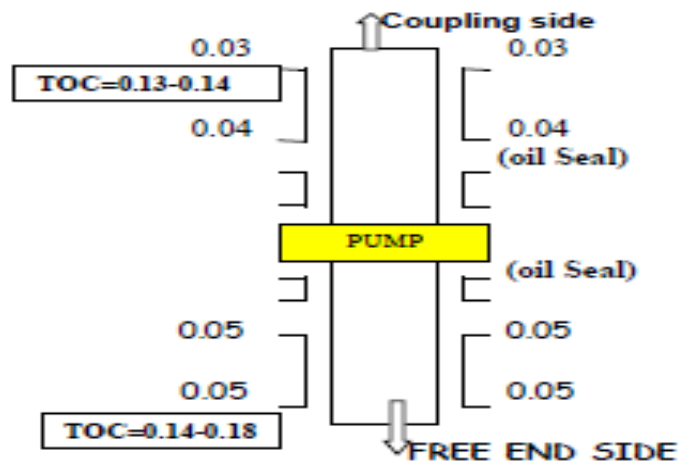 Coupling side
0.03 0.03
TOC=0.13-0.14
0.04 0.04
(oil Seal)
PUMP
(oil Seal)
0.05 0.05
0.05 0.05
TOC=0.14-0.18
FREE END SIDE